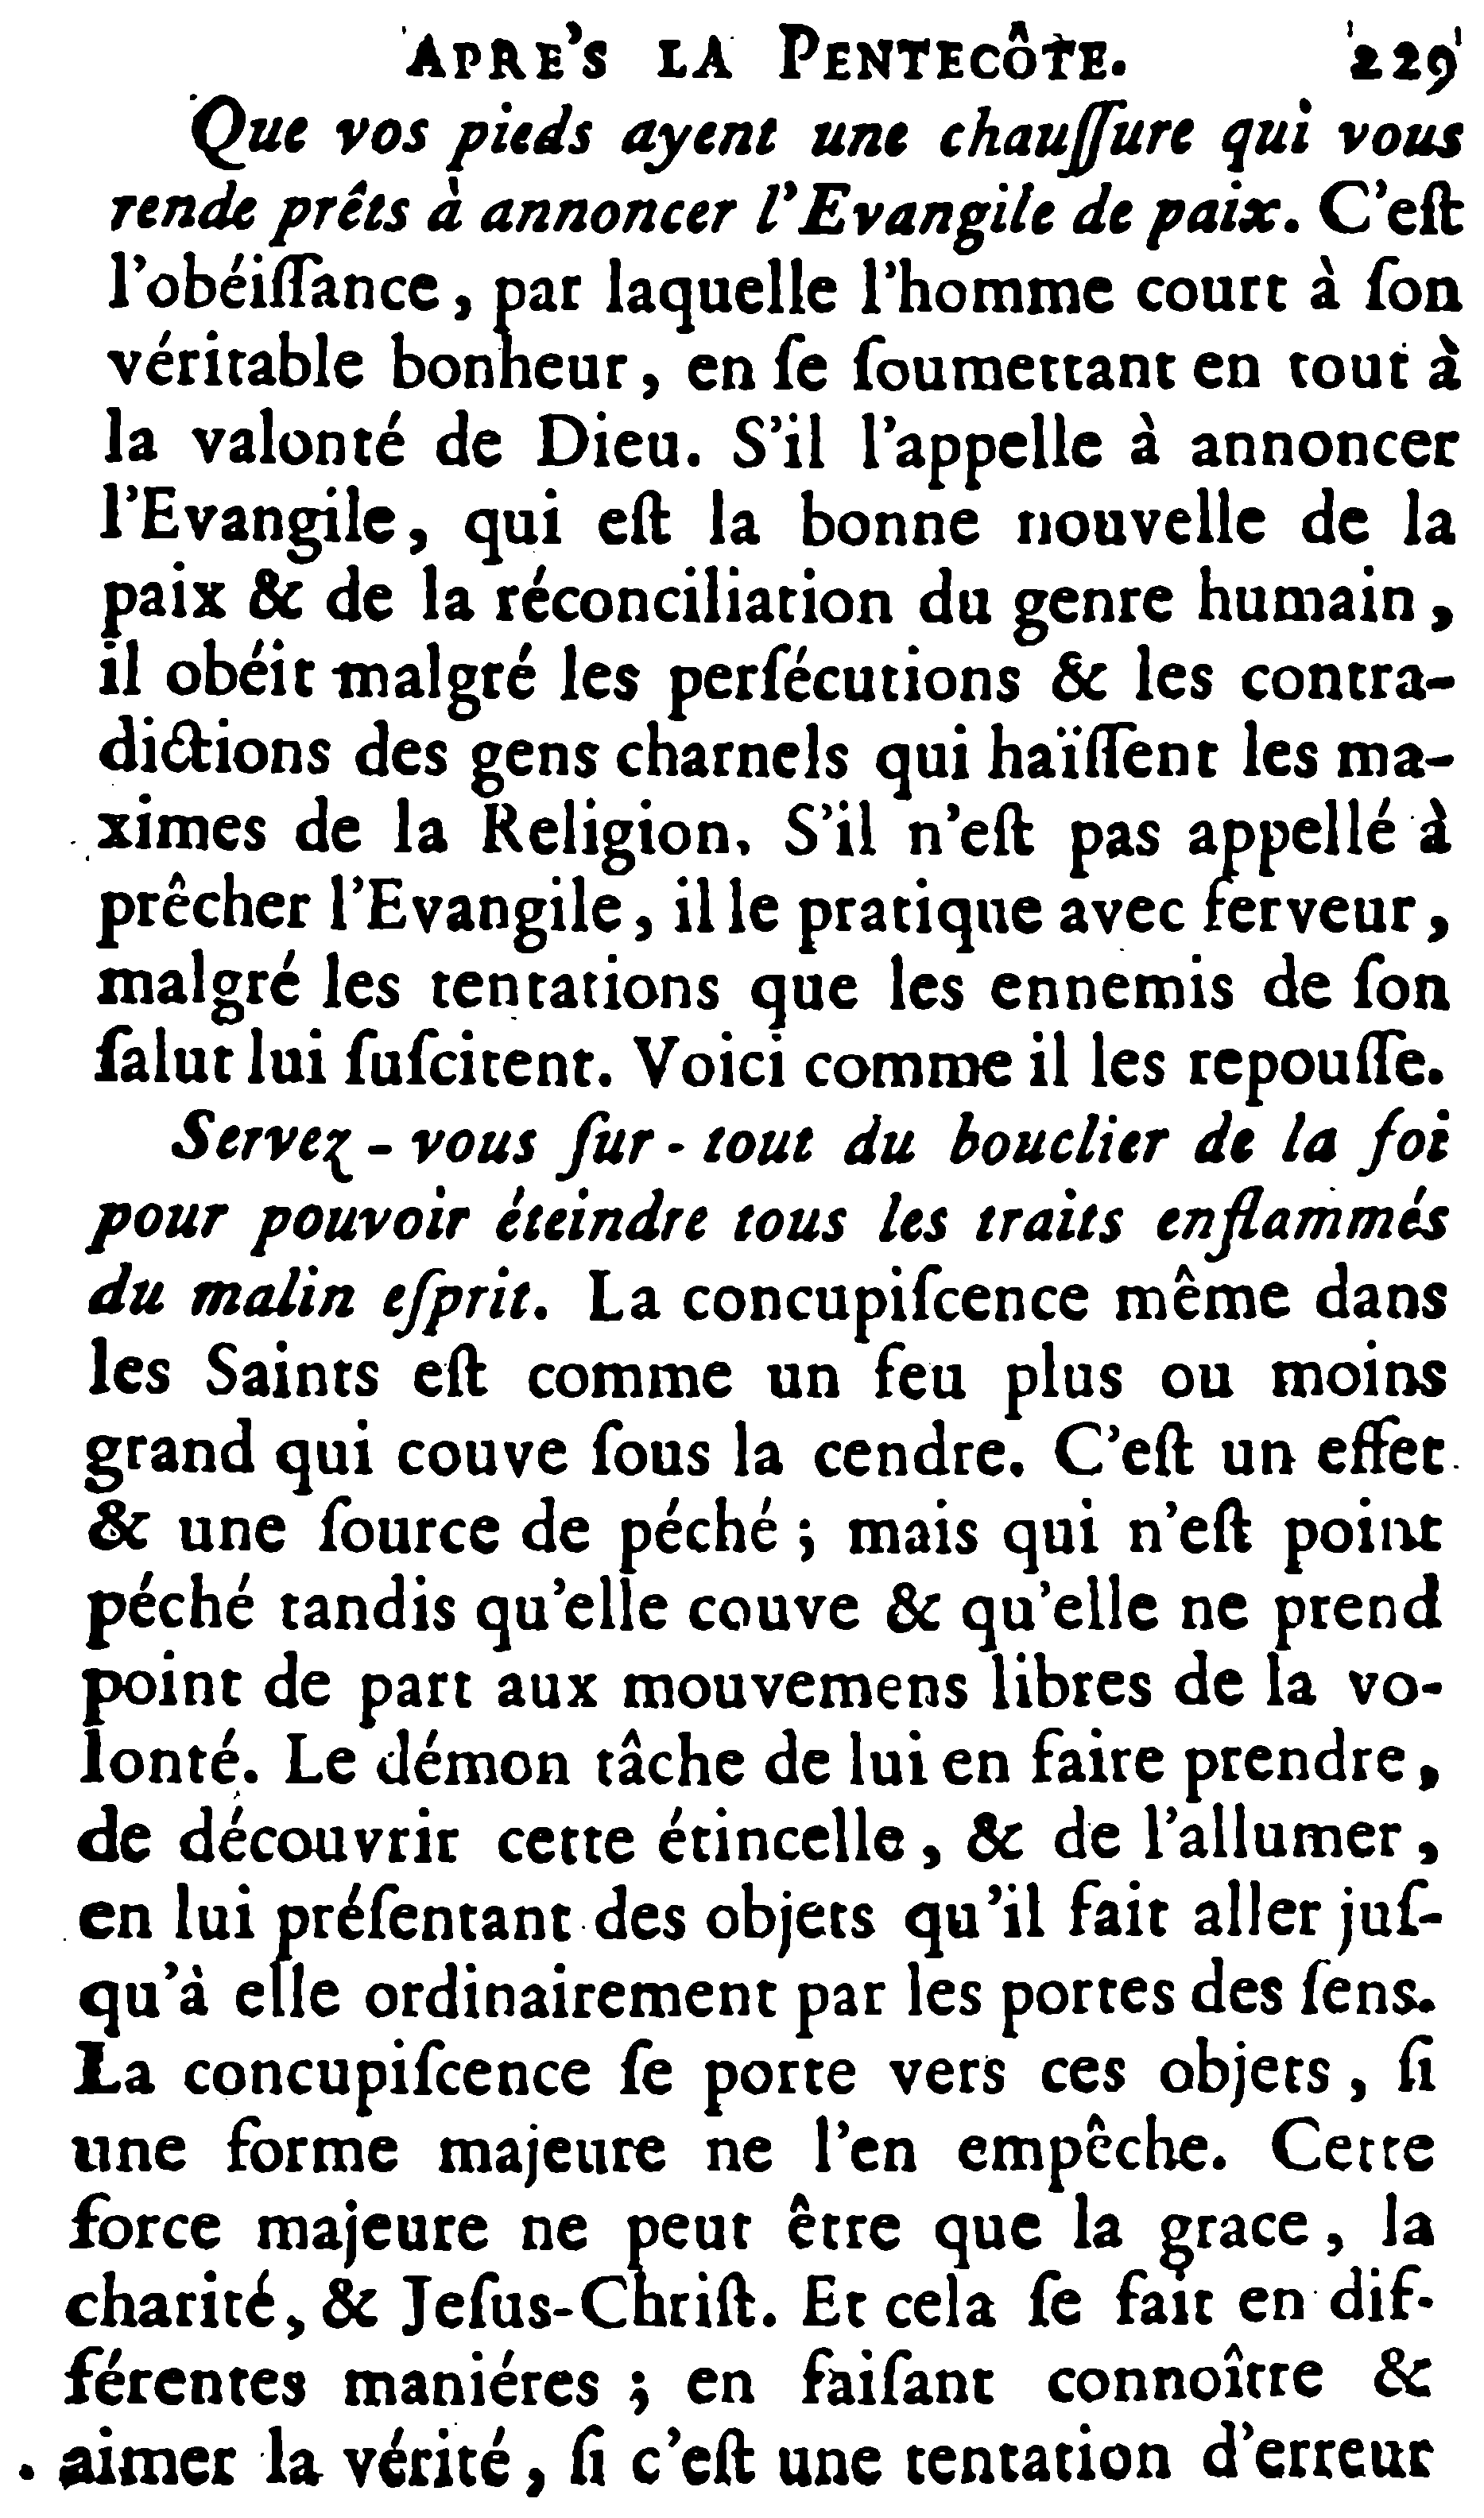 APRE'S LA PENTECÔTE. 229
Que vos pieds ayent une chauſſure qui vous
rende prêts à annoncer l'Evangile de paix. C'eſt
l'obéiſſance, par laquelle l'homme court à ſon
véritable bonheur, en ſe ſoumettant en tout à
la valonté de Dieu. S'il l'appelle à annoncer
l'Evangile, qui eſt la bonne nouvelle de la
paix & de la réconciliation du genre humain,
il obéit malgré les perſécutions & les contra-
dictions des gens charnels qui haïſſent les ma-
ximes de la Religion. S'il n'eſt pas appellé à
prêcher l'Evangile, il le pratique avec ferveur,
malgré les tentations que les ennemis de ſon
ſalut lui ſuſcitent. Voici comme il les repouſſe.
Servez-vous ſur-tout du bouclier de la foi
pour pouvoir éteindre tous les traits enflammés
du malin eſprit. La concupiſcence même dans
les Saints eſt comme un feu plus ou moins
grand qui couve ſous la cendre. C'eſt un effet
& une ſource de péché ; mais qui n'eſt point
péché tandis qu'elle couve & qu'elle ne prend
point de part aux mouvemens libres de la vo-
lonté. Le démon tâche de lui en faire prendre,
de découvrir cette étincelle, & de l'allumer,
en lui préſentant des objets qu'il fait aller juſ-
qu'à elle ordinairement par les portes des ſens.
La concupiſcence ſe porte vers ces objets, ſi
une forme majeure ne l'en empêche. Cette
force majeure ne peut être que la grace, la
charité, & Jeſus-Chriſt. Et cela ſe fait en dif-
férentes maniéres ; en faiſant connoître &
aimer la vérité, ſi c'eſt une tentation d'erreur